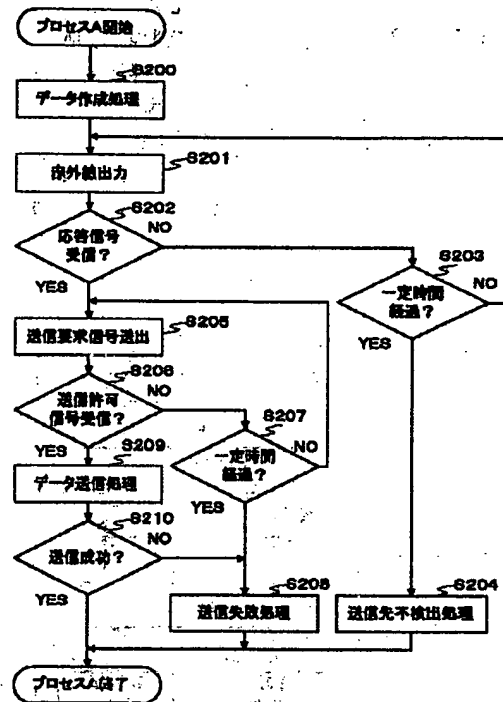 プロセスA開始
S200
データ作成処理
S201
赤外線出力
S202
応答信号
受信?
NO
YES
S203
一定時間
経過?
NO
YES
S205
送信要求信号送出
S206
送信許可
信号受信?
NO
YES
S207
一定時間
経過?
NO
YES
S209
データ送信処理
S210
送信成功?
NO
YES
S208
送信失敗処理
S204
送信先不検出処理
プロセスA終了